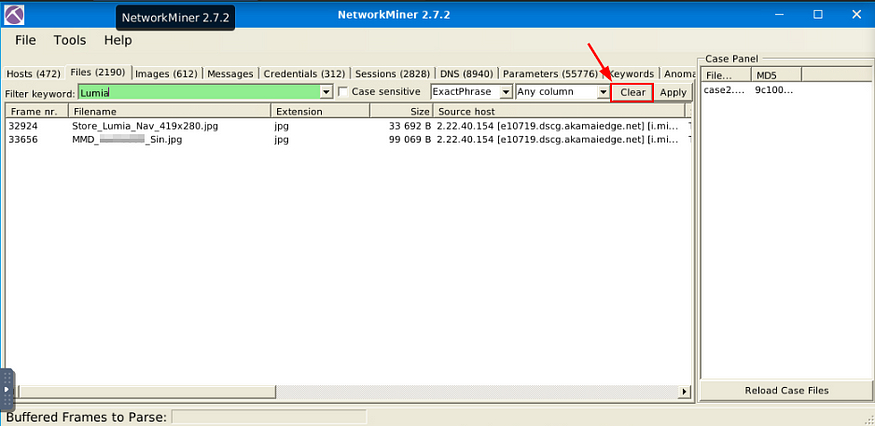 NetworkMiner 2.7.2
NetworkMiner 2.7.2
File Tools Help
Hosts (472) Files (2190) Images (612) Messages Credentials (312) Sessions (2828) DNS (8940) Parameters (55776) Keywords Anoma
Filter keyword: Lumia Case sensitive ExactPhrase Any column Clear Apply
Frame nr. Filename Extension Size Source host
32924 Store_Lumia_Nav_419x280.jpg jpg 33 692 B 2.22.40.154 [e10719.dscg.akamaiedge.net] [i.mi...
33656 MMD_ _Sin.jpg jpg 99 069 B 2.22.40.154 [e10719.dscg.akamaiedge.net] [i.mi...
Case Panel
File... MD5
case2.... 9c100...
Reload Case Files
Buffered Frames to Parse: